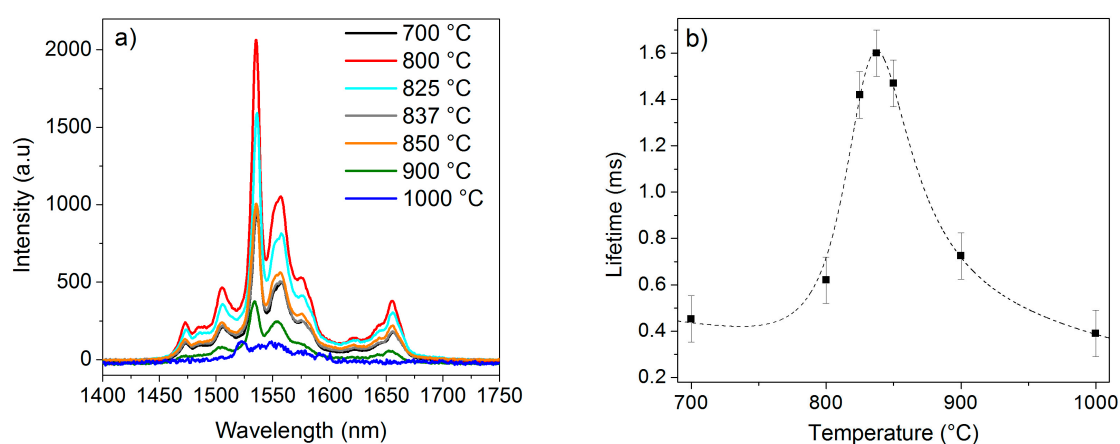 a)
700 °C
800 °C
825 °C
837 °C
850 °C
900 °C
1000 °C
2000
1500
1000
500
0
Intensity (a.u)
1400 1450 1500 1550 1600 1650 1700 1750
Wavelength (nm)
b)
1.6
1.4
1.2
1.0
0.8
0.6
0.4
0.2
Lifetime (ms)
700 800 900 1000
Temperature (°C)